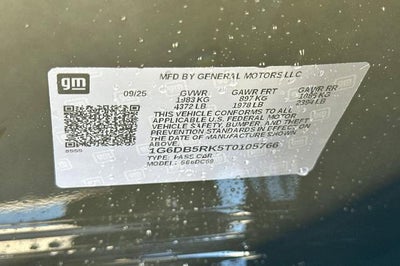 gm
MFD BY GENERAL MOTORS LLC
09/25 GVWR GAWR FRT GAWR RR
1983 KG 897 KG 1085 KG
4372 LB 1978 LB 2394 LB
THIS VEHICLE CONFORMS TO ALL
APPLICABLE U.S. FEDERAL MOTOR
VEHICLE SAFETY, BUMPER, AND
THEFT PREVENTION STANDARDS
IN EFFECT ON THE DATE
OF MANUFACTURE SHOWN
ABOVE.
1G6DB5RK5T0105766
TYPE: PASS CAR
MODEL: